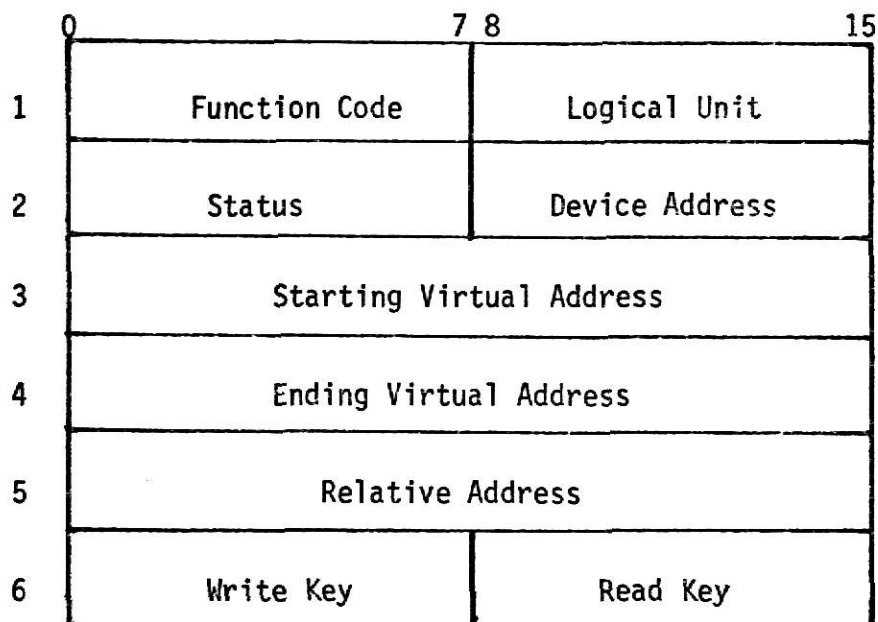 0 7 8 15
1 Function Code Logical Unit
2 Status Device Address
3 Starting Virtual Address
4 Ending Virtual Address
5 Relative Address
6 Write Key Read Key